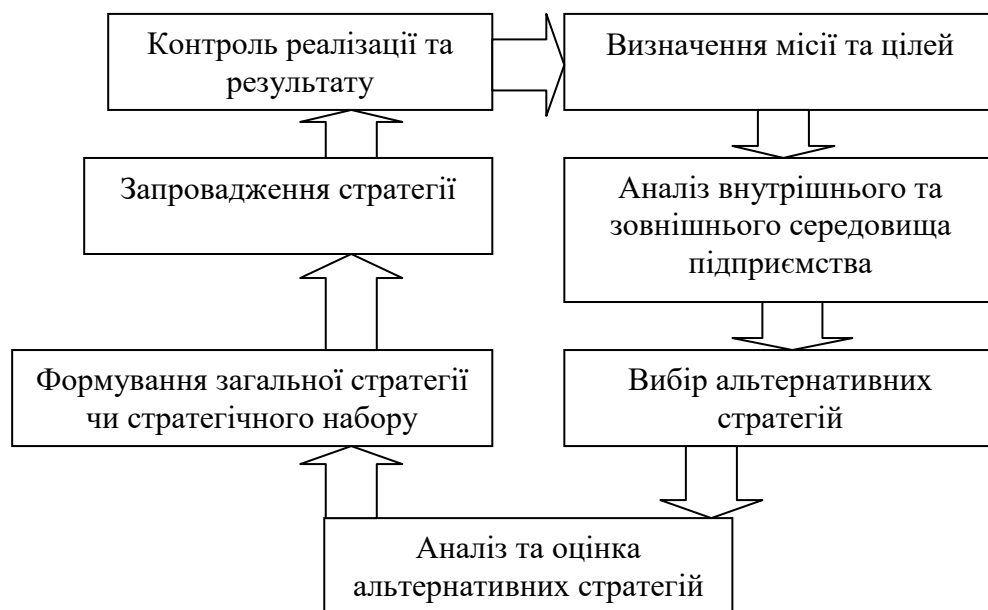 Контроль реалізації та
результату
Визначення місії та цілей
Запровадження стратегії
Аналіз внутрішнього та
зовнішнього середовища
підприємства
Формування загальної стратегії
чи стратегічного набору
Вибір альтернативних
стратегій
Аналіз та оцінка
альтернативних стратегій